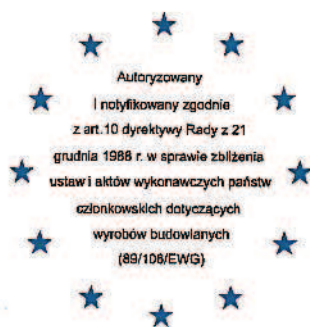 Autoryzowany
i notyfikowany zgodnie
z art.10 dyrektywy Rady z 21
grudnia 1988 r. w sprawie zbliżenia
ustaw i aktów wykonawczych państw
członkowskich dotyczących
wyrobów budowlanych
(89/106/EWG)